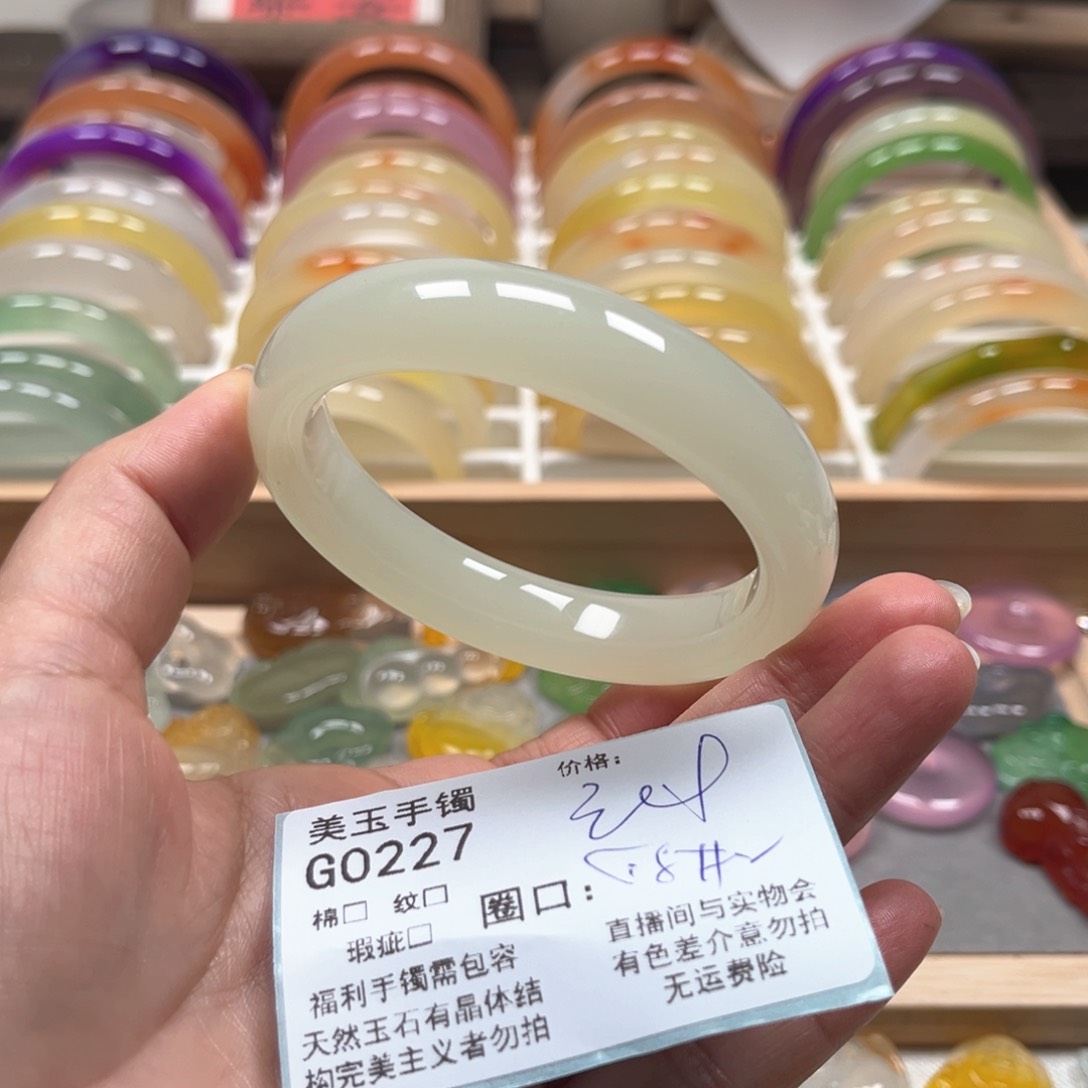 美玉手镯
G0227
棉□ 纹□
瑕疵□
福利手镯需包容
天然玉石有晶体结
构完美主义者勿拍
价格:
圈口:
直播间与实物会
有色差介意勿拍
无运费险